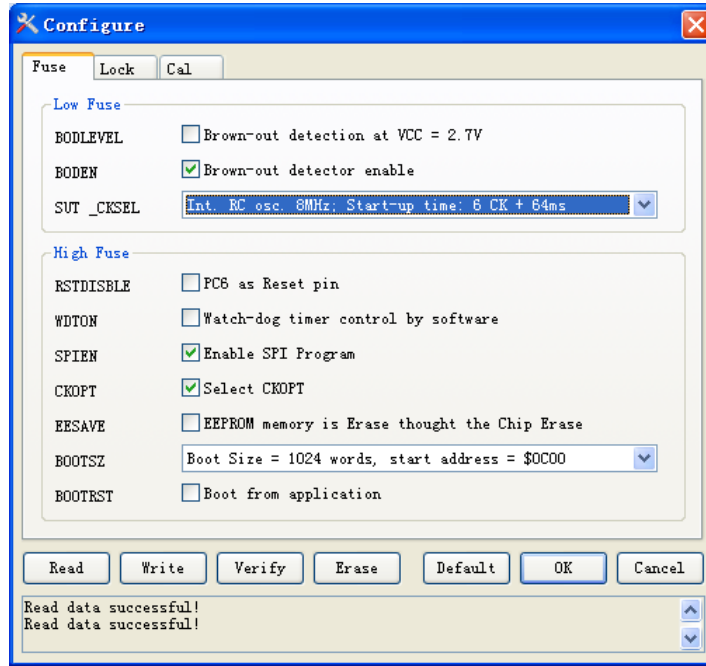 Configure
Fuse Lock Cal
Low Fuse
BODLEVEL Brown-out detection at VCC = 2.7V
BODEN Brown-out detector enable
SUT _CKSEL Int. RC osc. 8MHz; Start-up time: 6 CK + 64ms
High Fuse
RSTDISBLE PC6 as Reset pin
WDTON Watch-dog timer control by software
SPIEN Enable SPI Program
CKOPT Select CKOPT
EESAVE EEPROM memory is Erase thought the Chip Erase
BOOTSZ Boot Size = 1024 words, start address = $0C00
BOOTRST Boot from application
Read Write Verify Erase Default OK Cancel
Read data successful!
Read data successful!